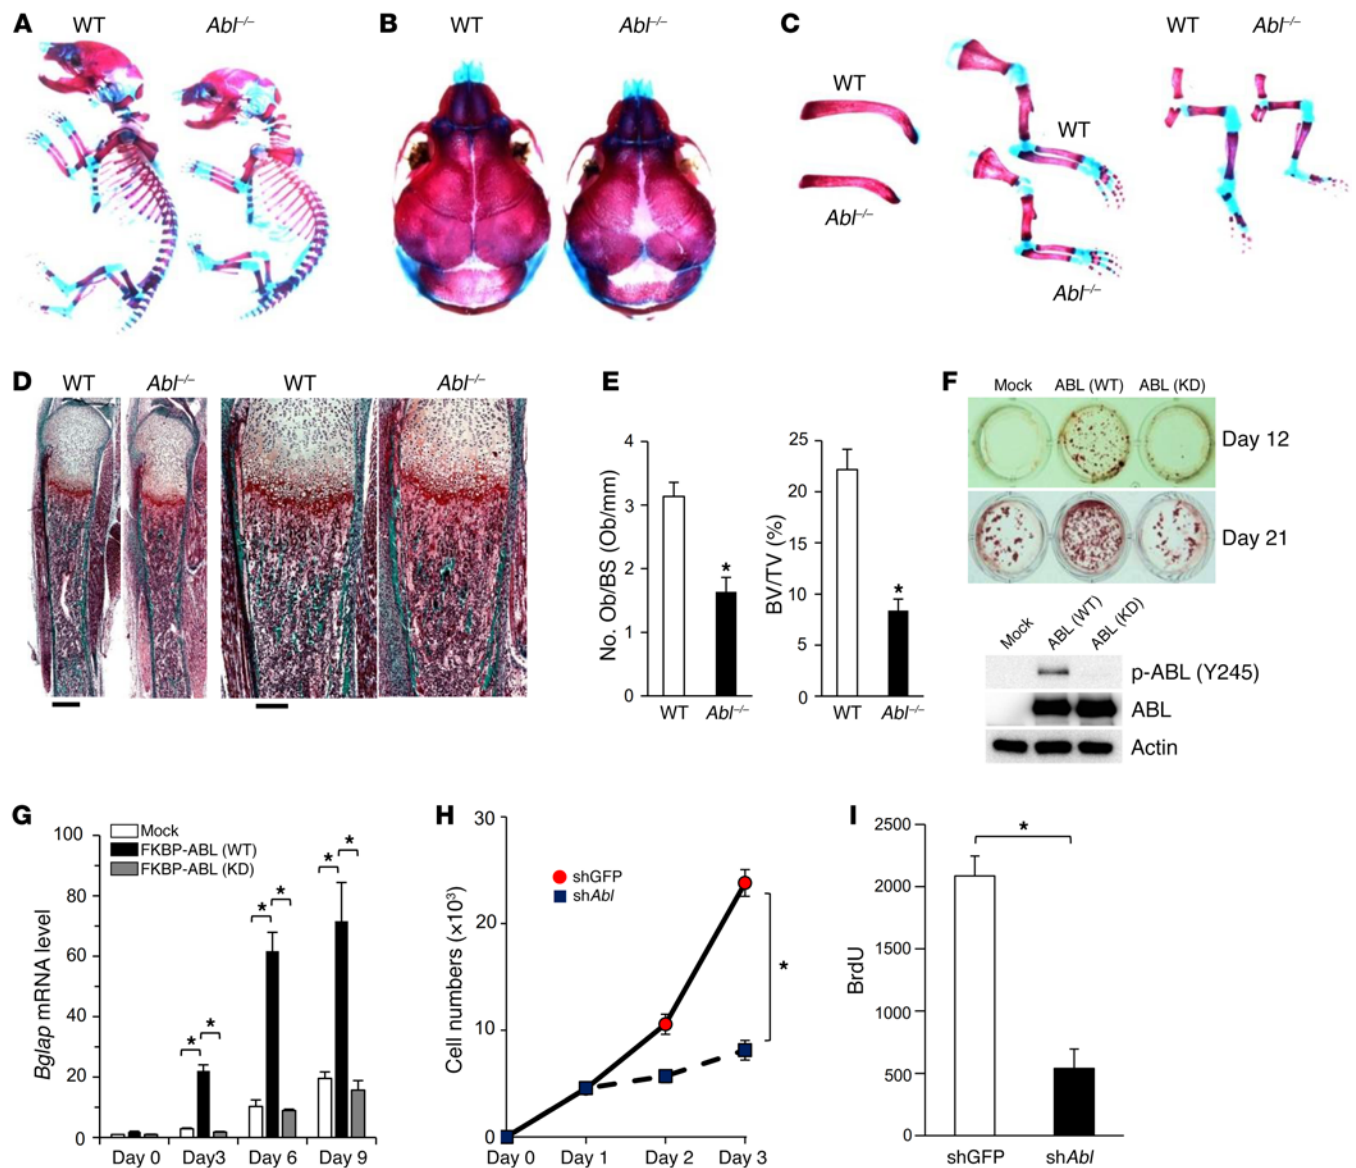 A WT Abl–/– B WT Abl–/– C WT Abl–/–
WT
WT
Abl–/–
Abl–/–
D WT Abl–/– WT Abl–/– E F Mock ABL (WT) ABL (KD)
Day 12
Day 21
No. Ob/BS (Ob/mm)
4
3
2
1
0
WT Abl–/–
*
BV/TV (%)
25
22
15
10
5
0
WT Abl–/–
*
Mock ABL (WT) ABL (KD)
p-ABL (Y245)
ABL
Actin
G
Bglap mRNA level
100
80
60
40
20
0
Mock
FKBP-ABL (WT)
FKBP-ABL (KD)
* * * * * *
Day 0 Day3 Day 6 Day 9
H
Cell numbers (×10³)
30
20
10
0
shGFP
shAbl
*
Day 0 Day 1 Day 2 Day 3
I
BrdU
2500
2000
1500
1000
500
0
*
shGFP shAbl